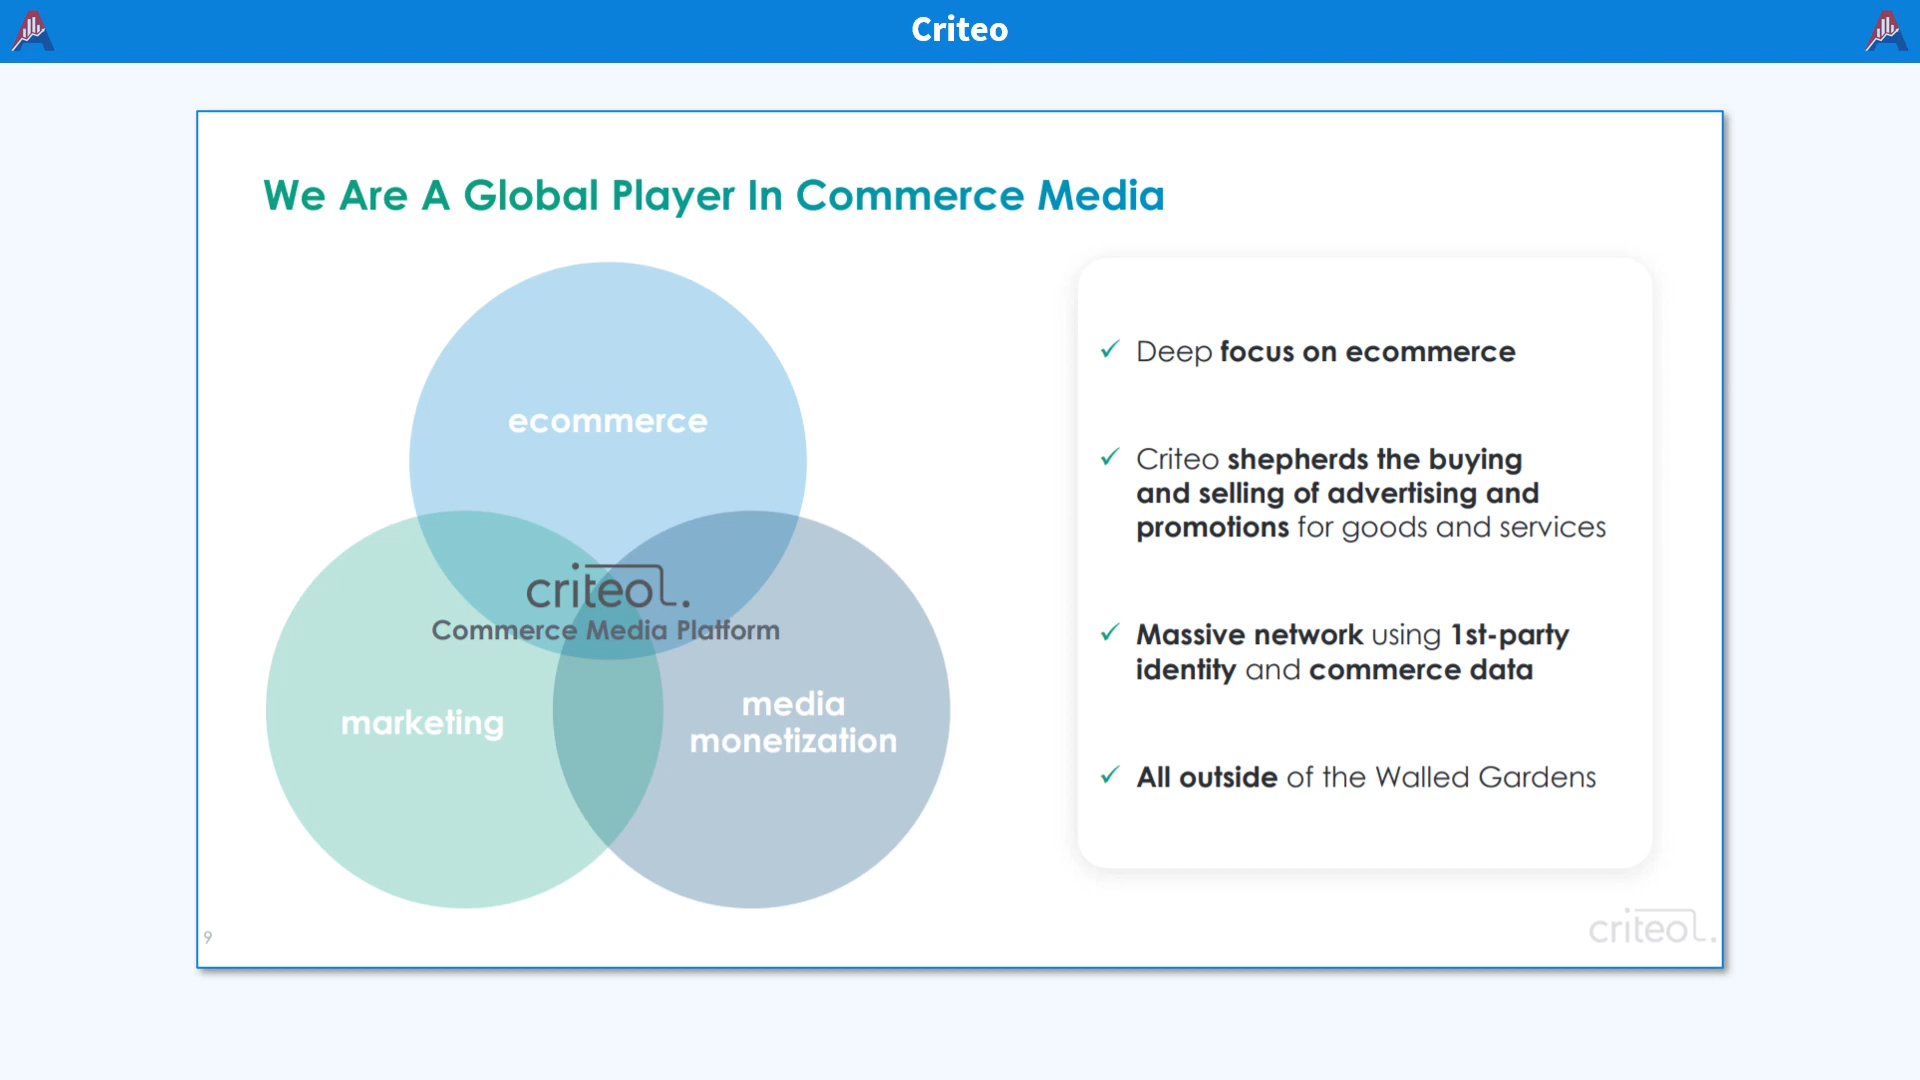 Criteo
We Are A Global Player In Commerce Media
ecommerce
criteo.
Commerce Media Platform
marketing
media
monetization
✓ Deep focus on ecommerce
✓ Criteo shepherds the buying
and selling of advertising and
promotions for goods and services
✓ Massive network using 1st-party
identity and commerce data
✓ All outside of the Walled Gardens
9
criteo.